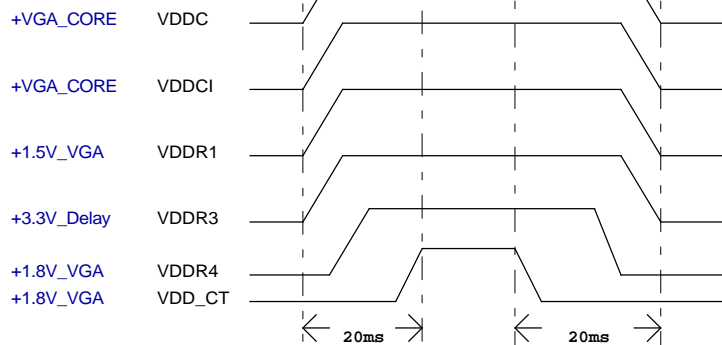 +VGA_CORE VDDC
+VGA_CORE VDDCI
+1.5V_VGA VDDR1
+3.3V_Delay VDDR3
+1.8V_VGA VDDR4
+1.8V_VGA VDD_CT
20ms 20ms